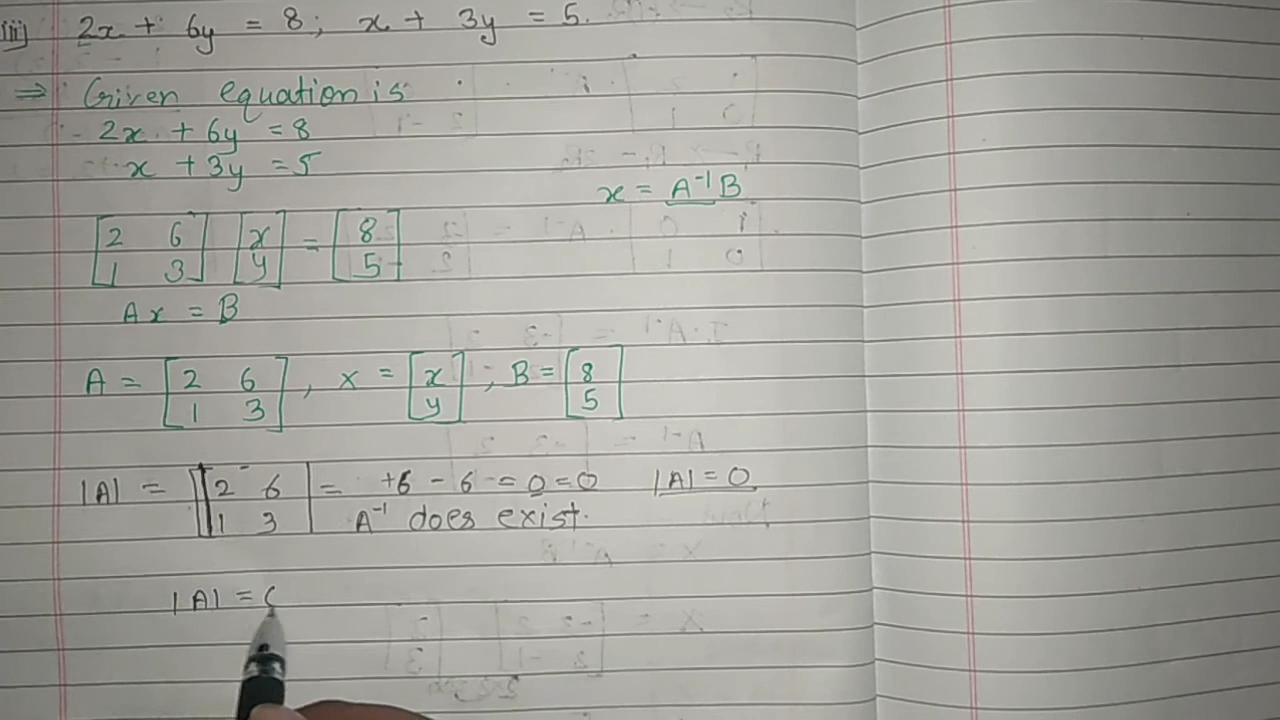 iii) 2x + 6y = 8; x + 3y = 5.
⇒ Given equation is
2x + 6y = 8
x + 3y = 5
x = A⁻¹B
[2 6] [x] = [8]
[1 3] [y] [5]
Ax = B
A = [2 6], x = [x]; B = [8]
[1 3] [y] [5]
|A| = |2 6| = +6 - 6 = 0 = 0 |A| = 0
|1 3| A⁻¹ does exist.
|A| =